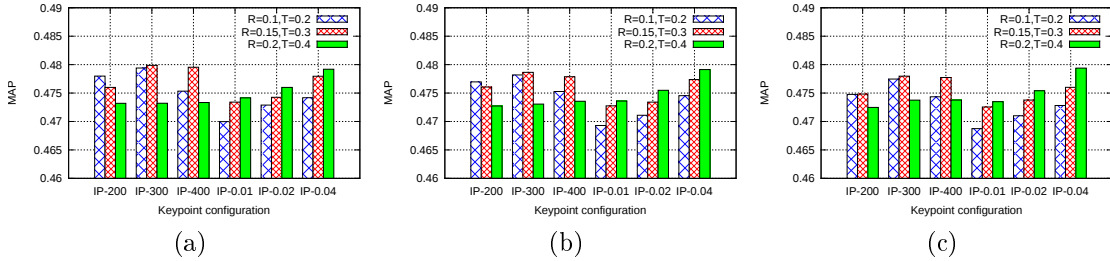 0.49
0.485
0.48
0.475
0.47
0.465
0.46
MAP
R=0.1,T=0.2
R=0.15,T=0.3
R=0.2,T=0.4
IP-200 IP-300 IP-400 IP-0.01 IP-0.02 IP-0.04
Keypoint configuration
(a)
0.49
0.485
0.48
0.475
0.47
0.465
0.46
MAP
R=0.1,T=0.2
R=0.15,T=0.3
R=0.2,T=0.4
IP-200 IP-300 IP-400 IP-0.01 IP-0.02 IP-0.04
Keypoint configuration
(b)
0.49
0.485
0.48
0.475
0.47
0.465
0.46
MAP
R=0.1,T=0.2
R=0.15,T=0.3
R=0.2,T=0.4
IP-200 IP-300 IP-400 IP-0.01 IP-0.02 IP-0.04
Keypoint configuration
(c)